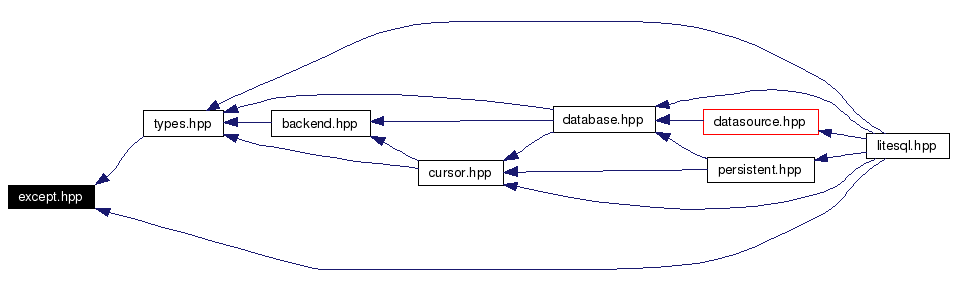 types.hpp
backend.hpp
database.hpp
datasource.hpp
litesql.hpp
cursor.hpp
persistent.hpp
except.hpp